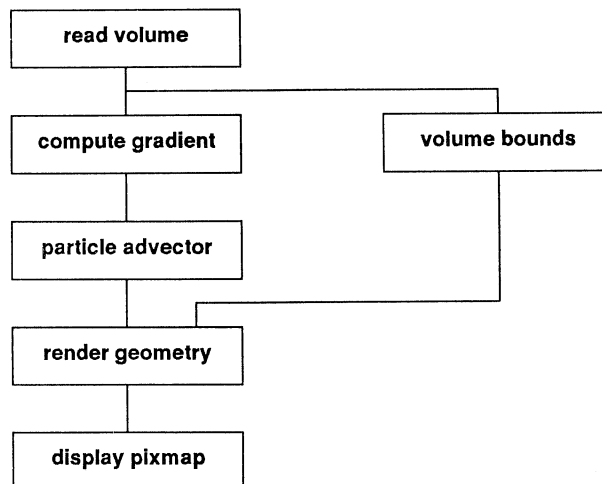 read volume
compute gradient
volume bounds
particle advector
render geometry
display pixmap